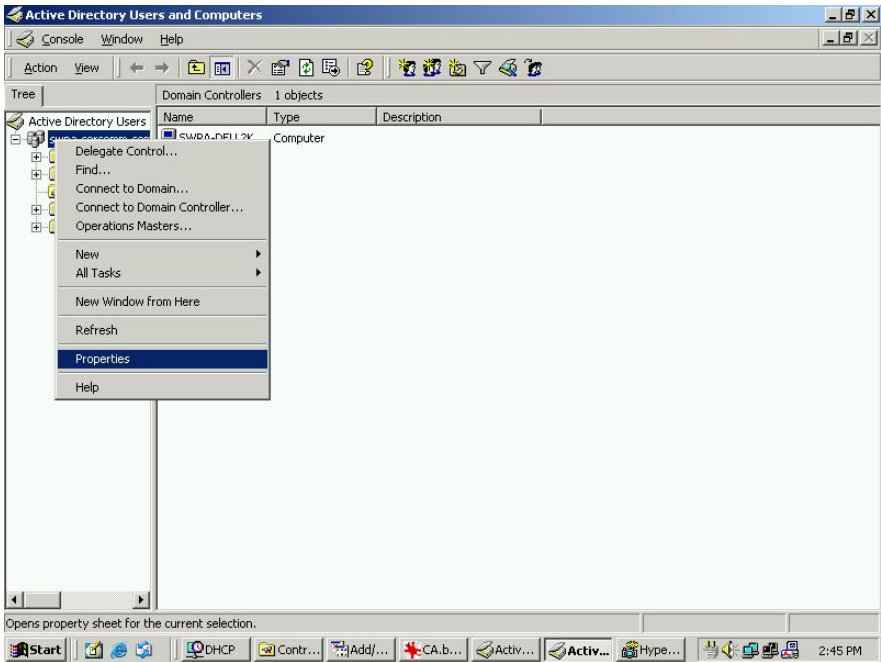 Active Directory Users and Computers
Console Window Help
Action View
Tree
Domain Controllers 1 objects
Active Directory Users
Name Type Description
SWPA-DELL2K Computer
Delegate Control...
Find...
Connect to Domain...
Connect to Domain Controller...
Operations Masters...
New
All Tasks
New Window from Here
Refresh
Properties
Help
Opens property sheet for the current selection.
Start DHCP Contr... Add/... CA.b... Activ... Activ... Hype... 2:45 PM